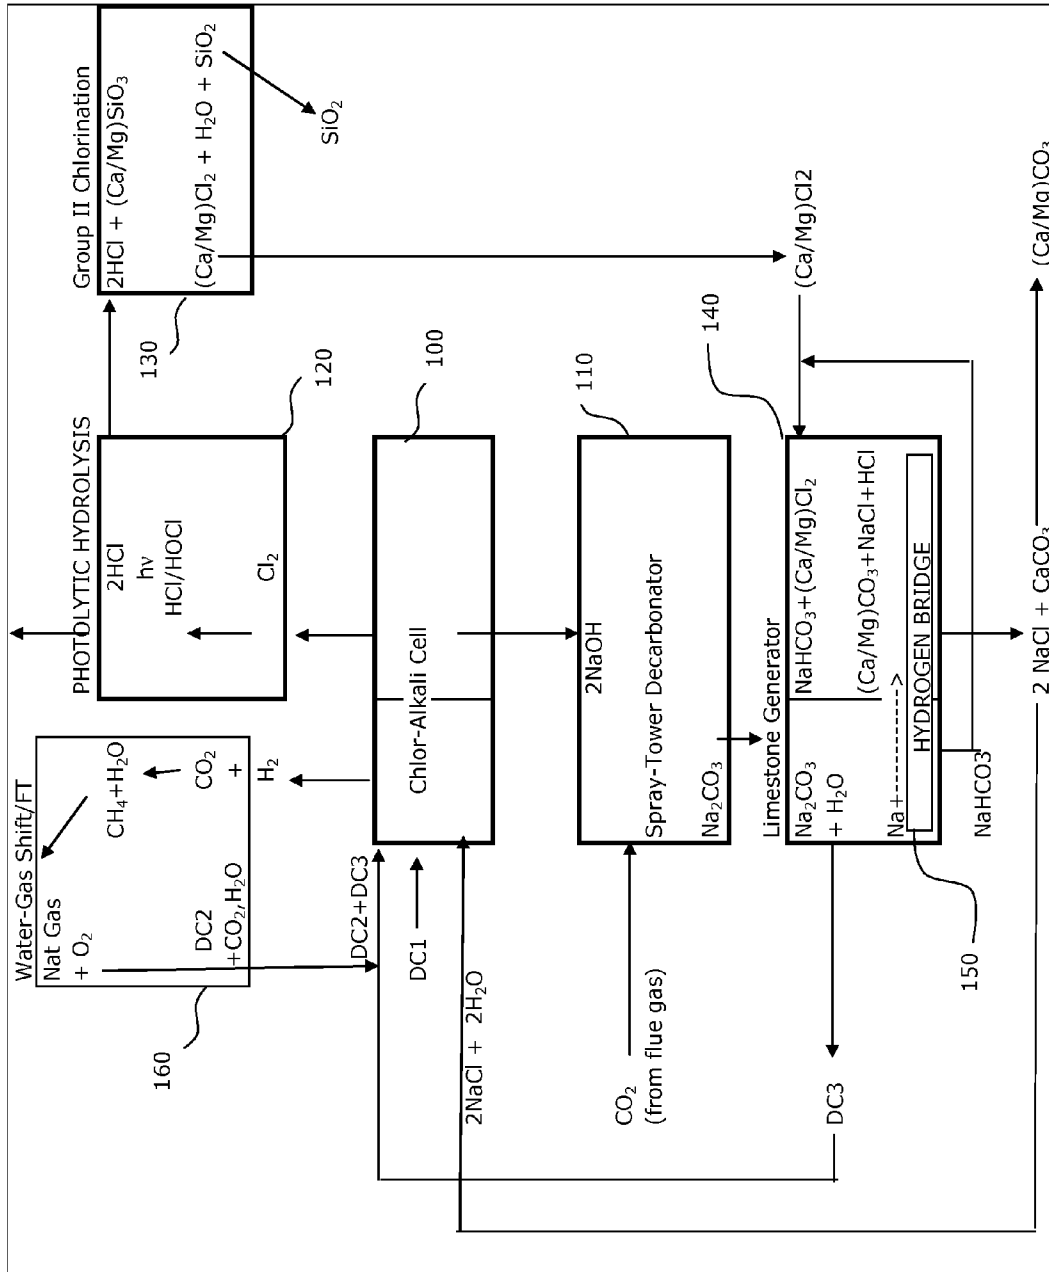 Water-Gas Shift/FT
Nat Gas
+ O₂
CH₄+H₂O
DC2
+CO₂,H₂O
CO₂
+
H₂
160
PHOTOLYTIC HYDROLYSIS
2HCl
hν
HCl/HOCl
Cl₂
120
Group II Chlorination
2HCl + (Ca/Mg)SiO₃
(Ca/Mg)Cl₂ + H₂O + SiO₂
SiO₂
130
DC2+DC3
DC1
2NaCl + 2H₂O
Chlor-Alkali Cell
100
2NaOH
Spray-Tower Decarbonator
Na₂CO₃
110
CO₂
(from flue gas)
Limestone Generator
Na₂CO₃
+ H₂O
NaHCO₃+(Ca/Mg)Cl₂
(Ca/Mg)CO₃+NaCl+HCl
Na+-------->
HYDROGEN BRIDGE
140
(Ca/Mg)Cl2
DC3
150
NaHCO3
2 NaCl + CaCO₃
(Ca/Mg)CO₃